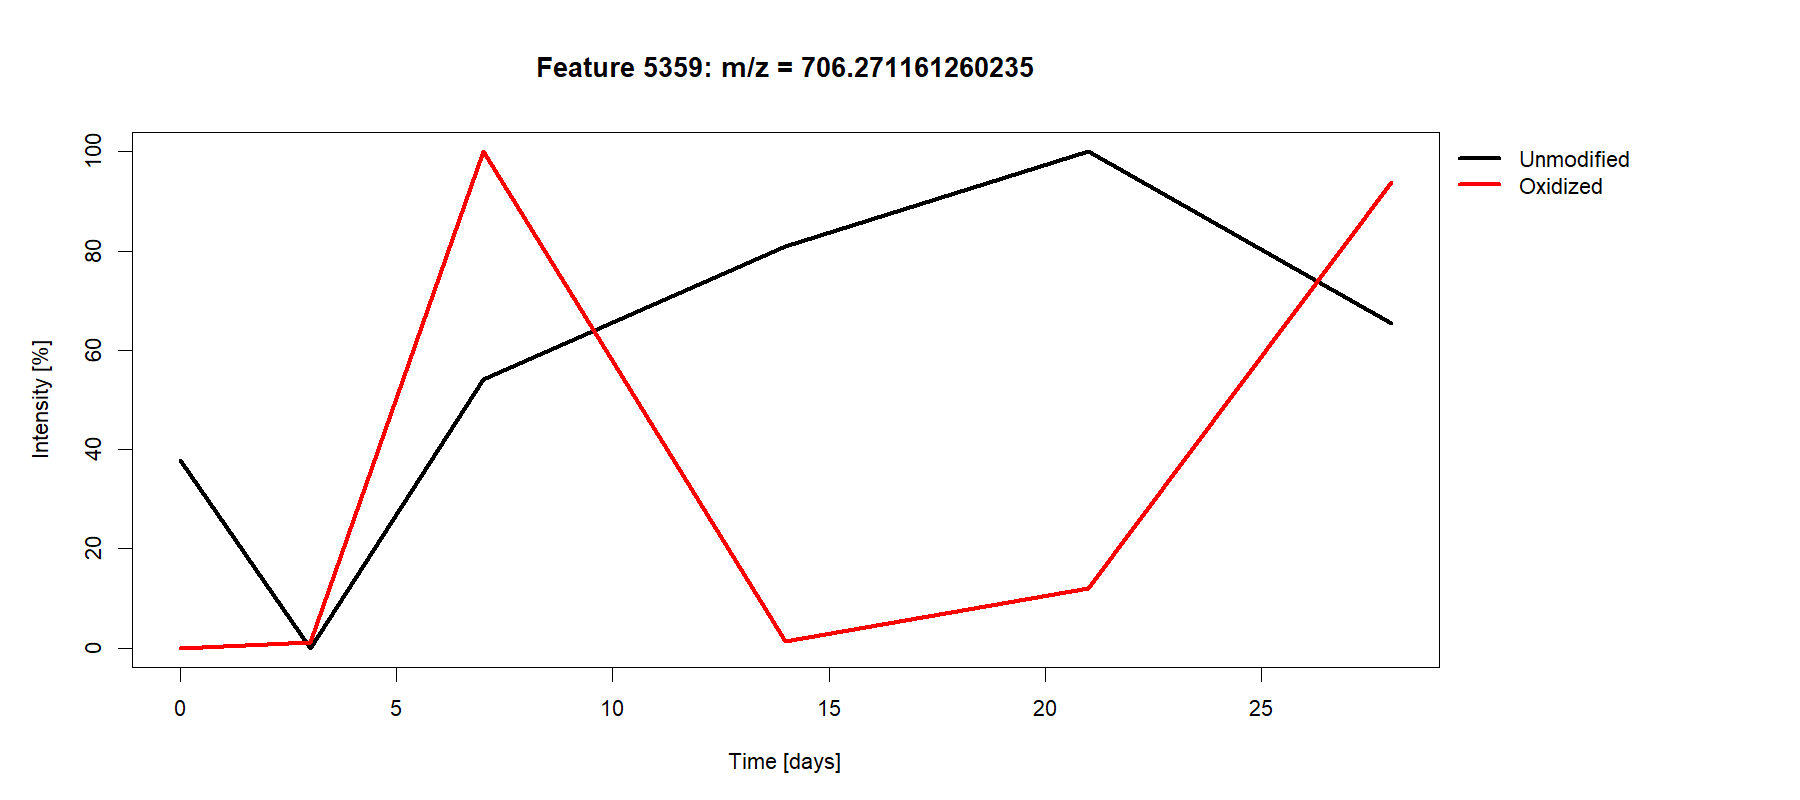 Feature 5359: m/z = 706.271161260235
Unmodified
Oxidized
Intensity [%]
100
80
60
40
20
0
0 5 10 15 20 25
Time [days]